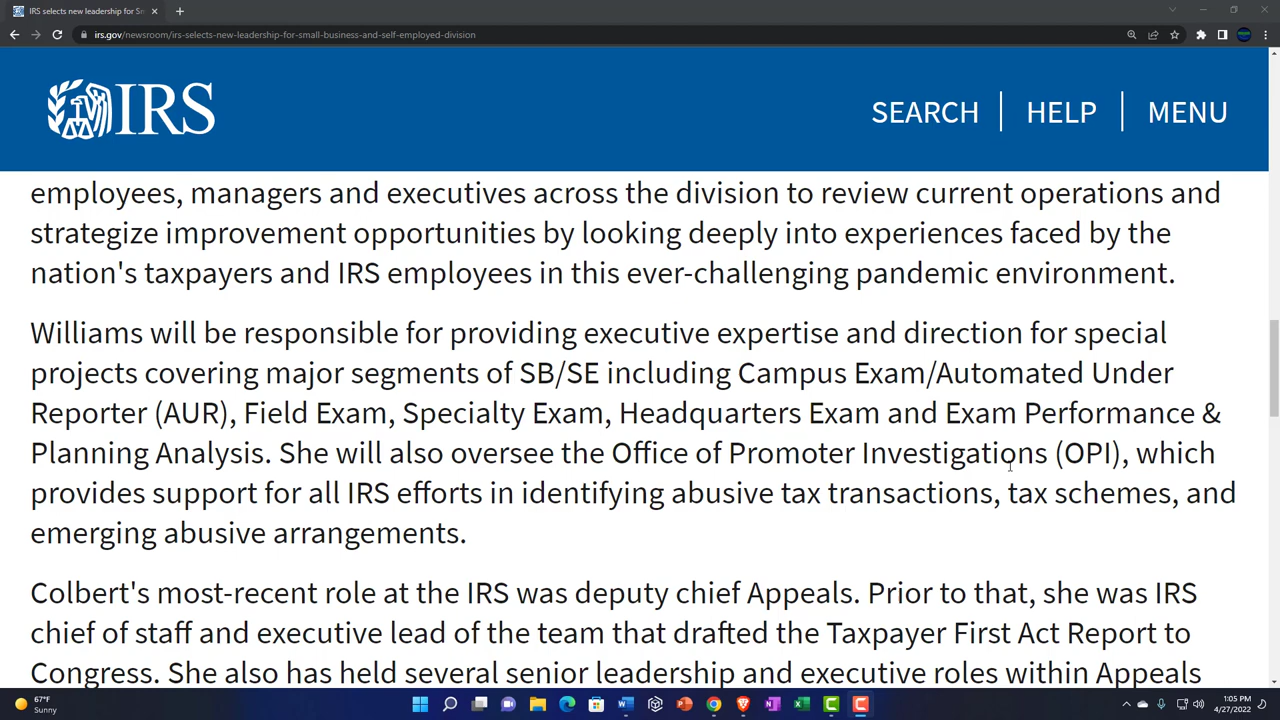 IRS selects new leadership for Sm
irs.gov/newsroom/irs-selects-new-leadership-for-small-business-and-self-employed-division
IRS
SEARCH
HELP
MENU
employees, managers and executives across the division to review current operations and
strategize improvement opportunities by looking deeply into experiences faced by the
nation's taxpayers and IRS employees in this ever-challenging pandemic environment.
Williams will be responsible for providing executive expertise and direction for special
projects covering major segments of SB/SE including Campus Exam/Automated Under
Reporter (AUR), Field Exam, Specialty Exam, Headquarters Exam and Exam Performance &
Planning Analysis. She will also oversee the Office of Promoter Investigations (OPI), which
provides support for all IRS efforts in identifying abusive tax transactions, tax schemes, and
emerging abusive arrangements.
Colbert's most-recent role at the IRS was deputy chief Appeals. Prior to that, she was IRS
chief of staff and executive lead of the team that drafted the Taxpayer First Act Report to
Congress. She also has held several senior leadership and executive roles within Appeals
67°F
Sunny
1:05 PM
4/27/2022